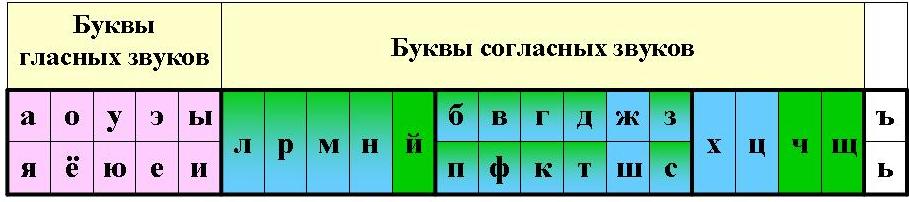 Буквы
гласных звуков
Буквы согласных звуков
а о у э ы л р м н й б в г д ж з х ц ч щ ъ
я ё ю е и п ф к т ш с ь